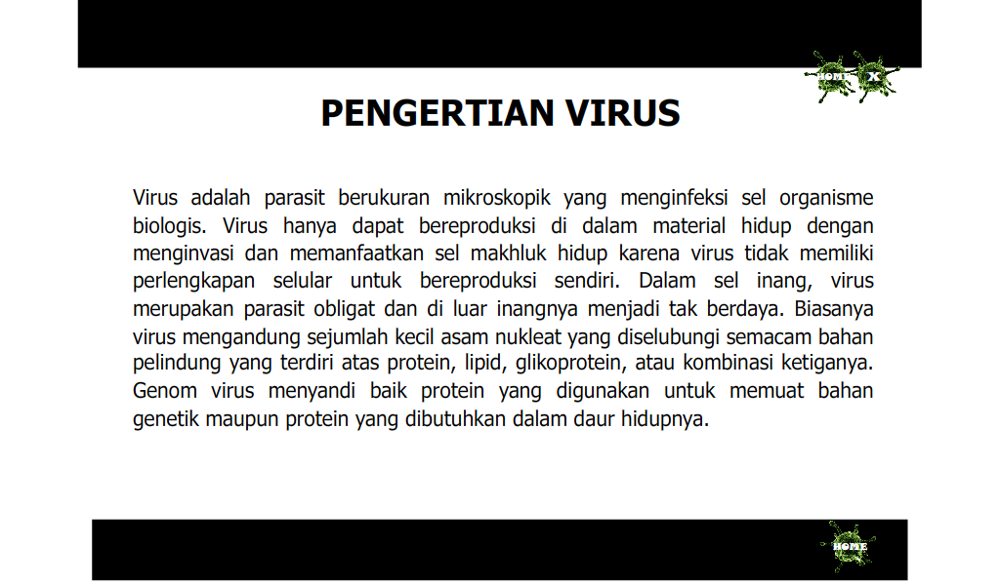 HOME X
PENGERTIAN VIRUS
Virus adalah parasit berukuran mikroskopik yang menginfeksi sel organisme
biologis. Virus hanya dapat bereproduksi di dalam material hidup dengan
menginvasi dan memanfaatkan sel makhluk hidup karena virus tidak memiliki
perlengkapan selular untuk bereproduksi sendiri. Dalam sel inang, virus
merupakan parasit obligat dan di luar inangnya menjadi tak berdaya. Biasanya
virus mengandung sejumlah kecil asam nukleat yang diselubungi semacam bahan
pelindung yang terdiri atas protein, lipid, glikoprotein, atau kombinasi ketiganya.
Genom virus menyandi baik protein yang digunakan untuk memuat bahan
genetik maupun protein yang dibutuhkan dalam daur hidupnya.
HOME